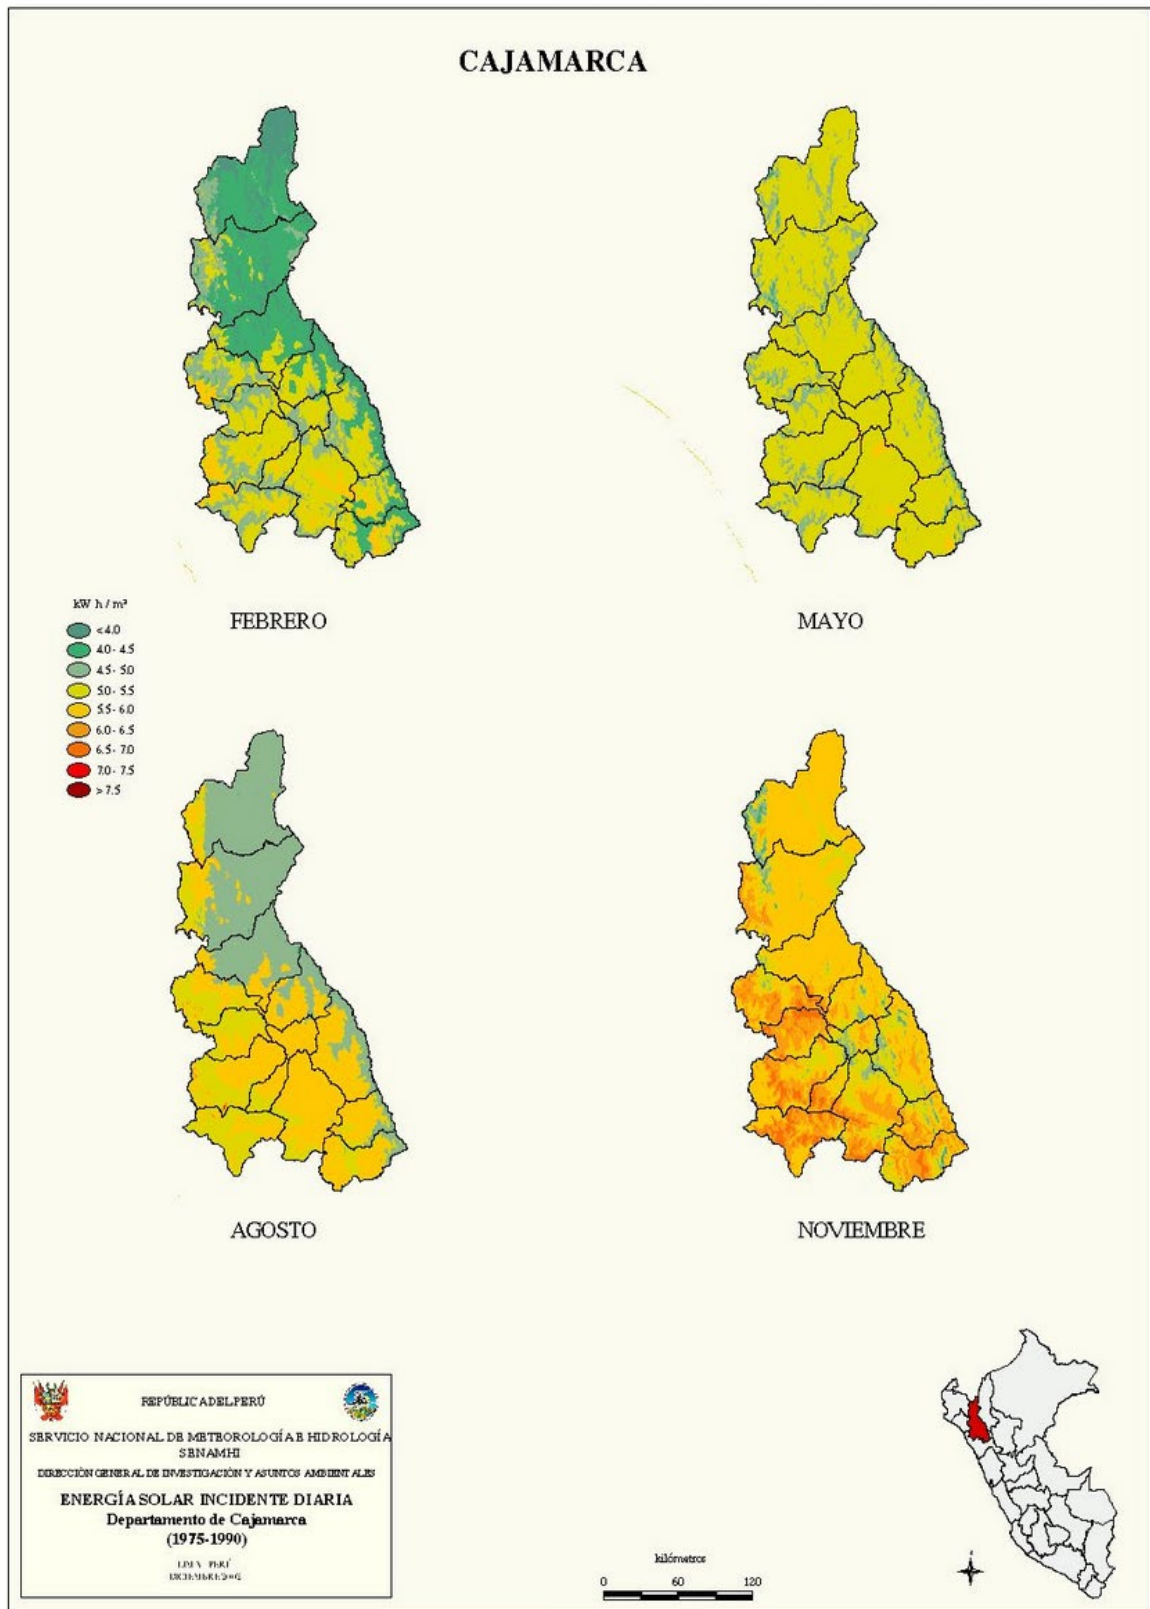 CAJAMARCA
FEBRERO
MAYO
kW h / m²
< 4.0
4.0 - 4.5
4.5 - 5.0
5.0 - 5.5
5.5 - 6.0
6.0 - 6.5
6.5 - 7.0
7.0 - 7.5
> 7.5
AGOSTO
NOVIEMBRE
REPÚBLICA DEL PERÚ
SERVICIO NACIONAL DE METEOROLOGÍA E HIDROLOGÍA
SENAMHI
DIRECCIÓN GENERAL DE INVESTIGACIÓN Y ASUNTOS AMBIENTALES
ENERGÍA SOLAR INCIDENTE DIARIA
Departamento de Cajamarca
(1975-1990)
LIMA - PERÚ
kilómetros
0 60 120